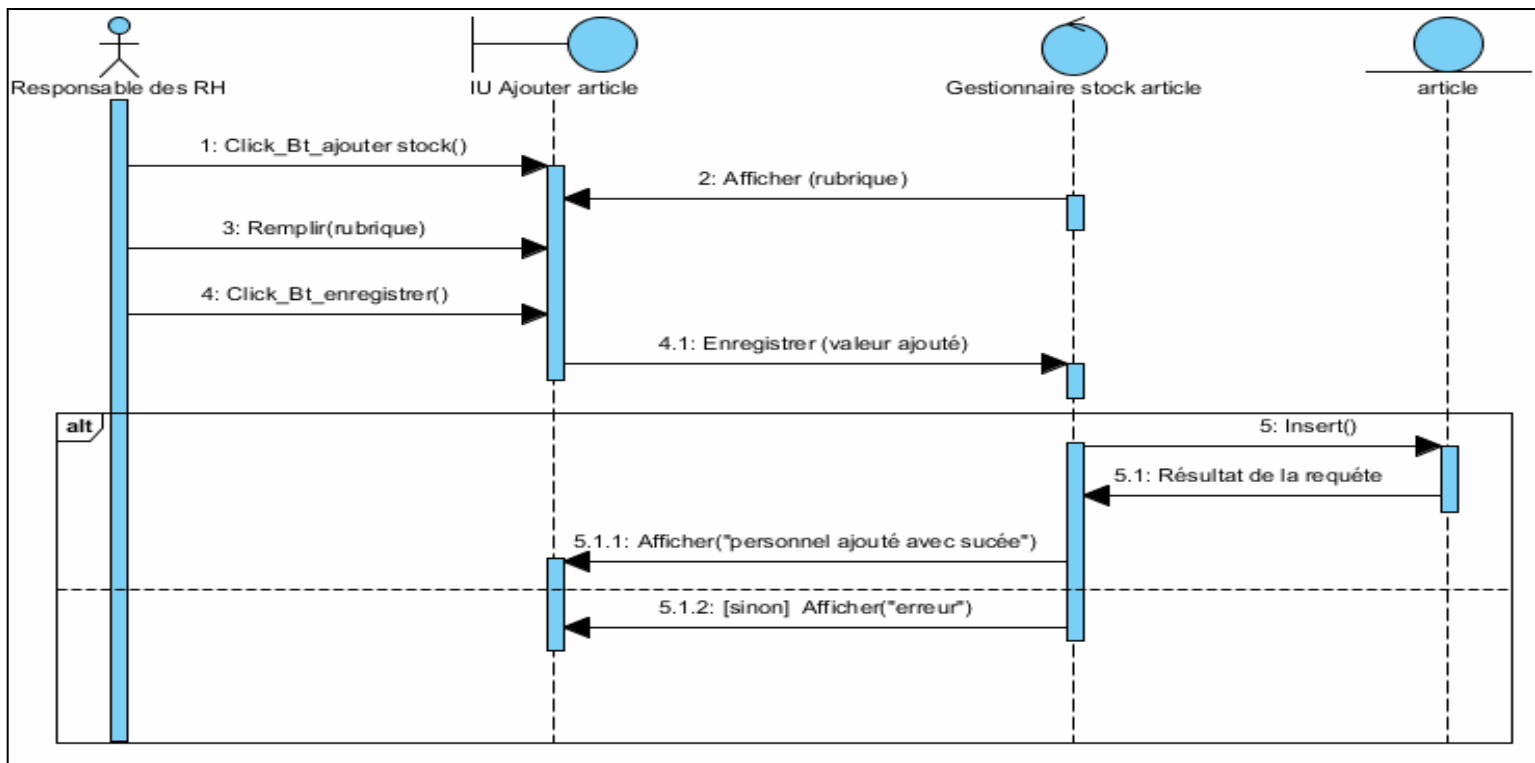 Responsable des RH
IU Ajouter article
Gestionnaire stock article
article
1: Click_Bt_ajouter stock()
2: Afficher (rubrique)
3: Remplir(rubrique)
4: Click_Bt_enregistrer()
4.1: Enregistrer (valeur ajouté)
alt
5: Insert()
5.1: Résultat de la requéte
5.1.1: Afficher("personnel ajouté avec sucée")
5.1.2: [sinon] Afficher("erreur")